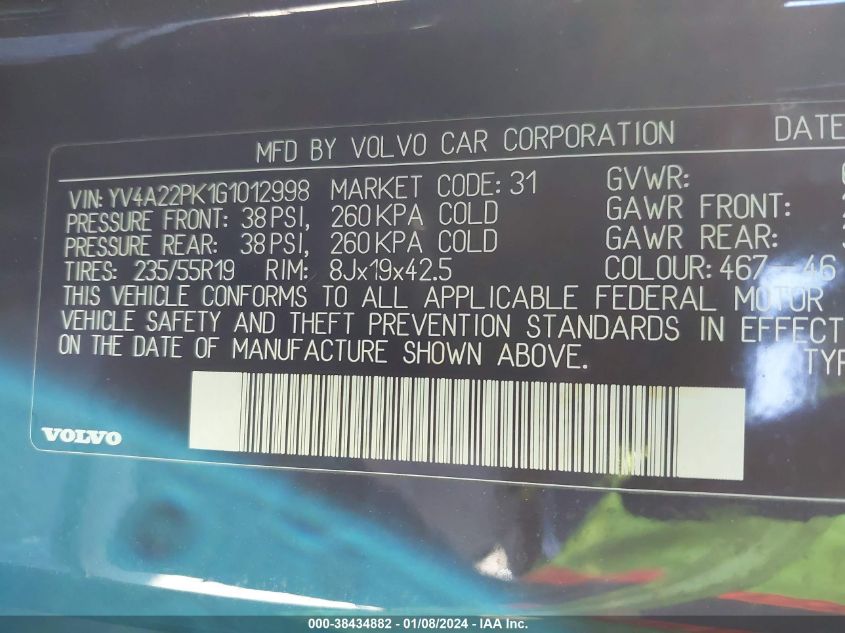 MFD BY VOLVO CAR CORPORATION DATE
VIN: YV4A22PK1G1012998 MARKET CODE: 31 GVWR:
PRESSURE FRONT: 38 PSI, 260 KPA COLD GAWR FRONT:
PRESSURE REAR: 38 PSI, 260 KPA COLD GAWR REAR:
TIRES: 235/55R19 RIM: 8Jx19x42.5 COLOUR: 467-46
THIS VEHICLE CONFORMS TO ALL APPLICABLE FEDERAL MOTOR
VEHICLE SAFETY AND THEFT PREVENTION STANDARDS IN EFFECT
ON THE DATE OF MANUFACTURE SHOWN ABOVE.
VOLVO
000-38434882 - 01/08/2024 - IAA Inc.